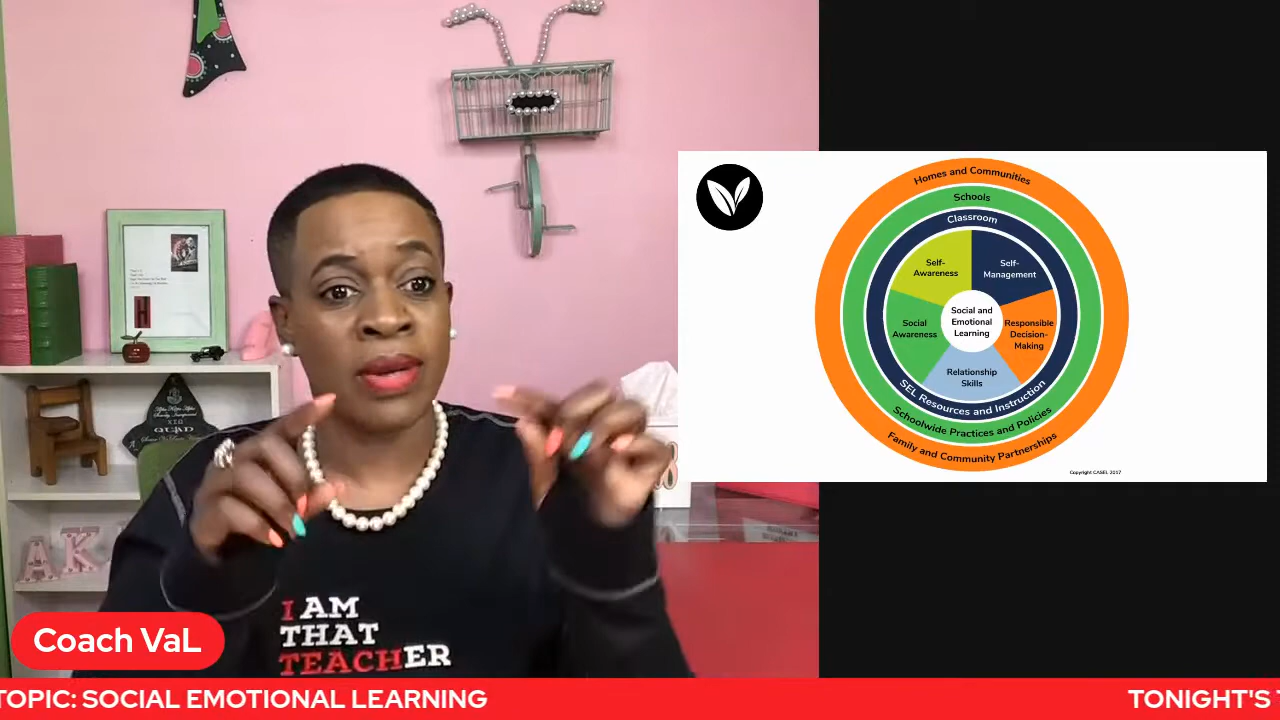 Homes and Communities
Schools
Classroom
Self-
Awareness
Self-
Management
Social
Awareness
Social and
Emotional
Learning
Responsible
Decision-
Making
Relationship
Skills
SEL Resources and Instruction
Schoolwide Practices and Policies
Family and Community Partnerships
Copyright CASEL 2017
QUAD
AK
I AM
THAT
TEACHER
Coach VaL
TOPIC: SOCIAL EMOTIONAL LEARNING
TONIGHT'S